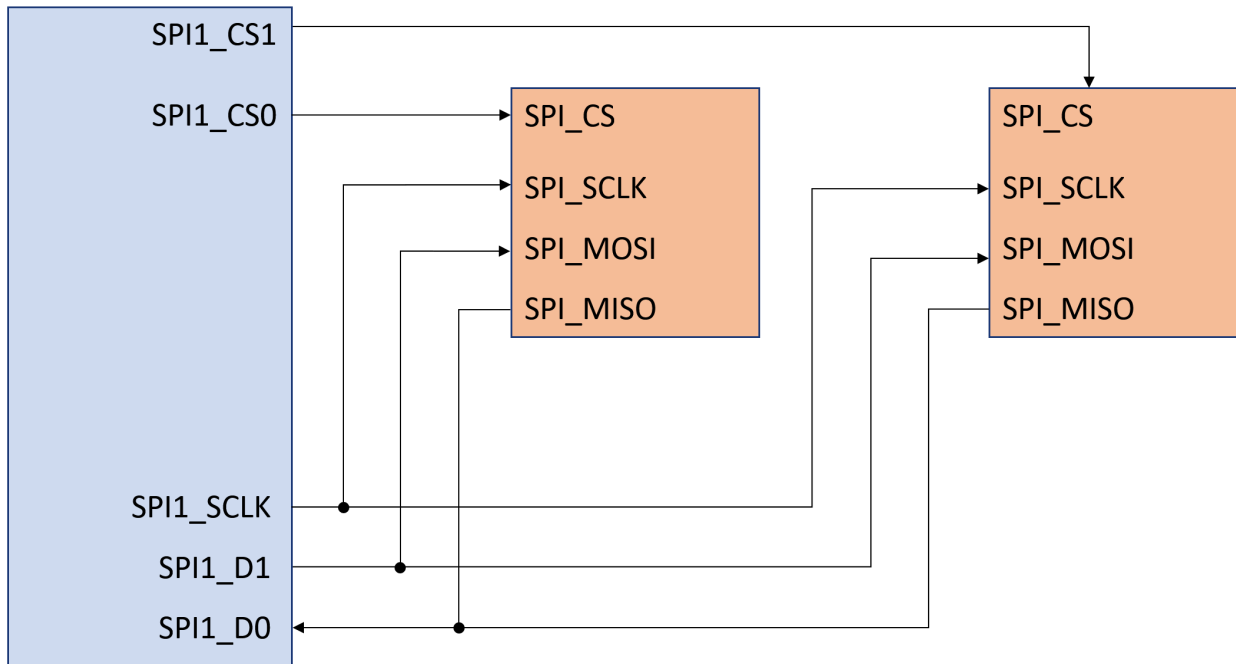 SPI1_CS1
SPI1_CS0
SPI1_SCLK
SPI1_D1
SPI1_D0
SPI_CS
SPI_SCLK
SPI_MOSI
SPI_MISO
SPI_CS
SPI_SCLK
SPI_MOSI
SPI_MISO